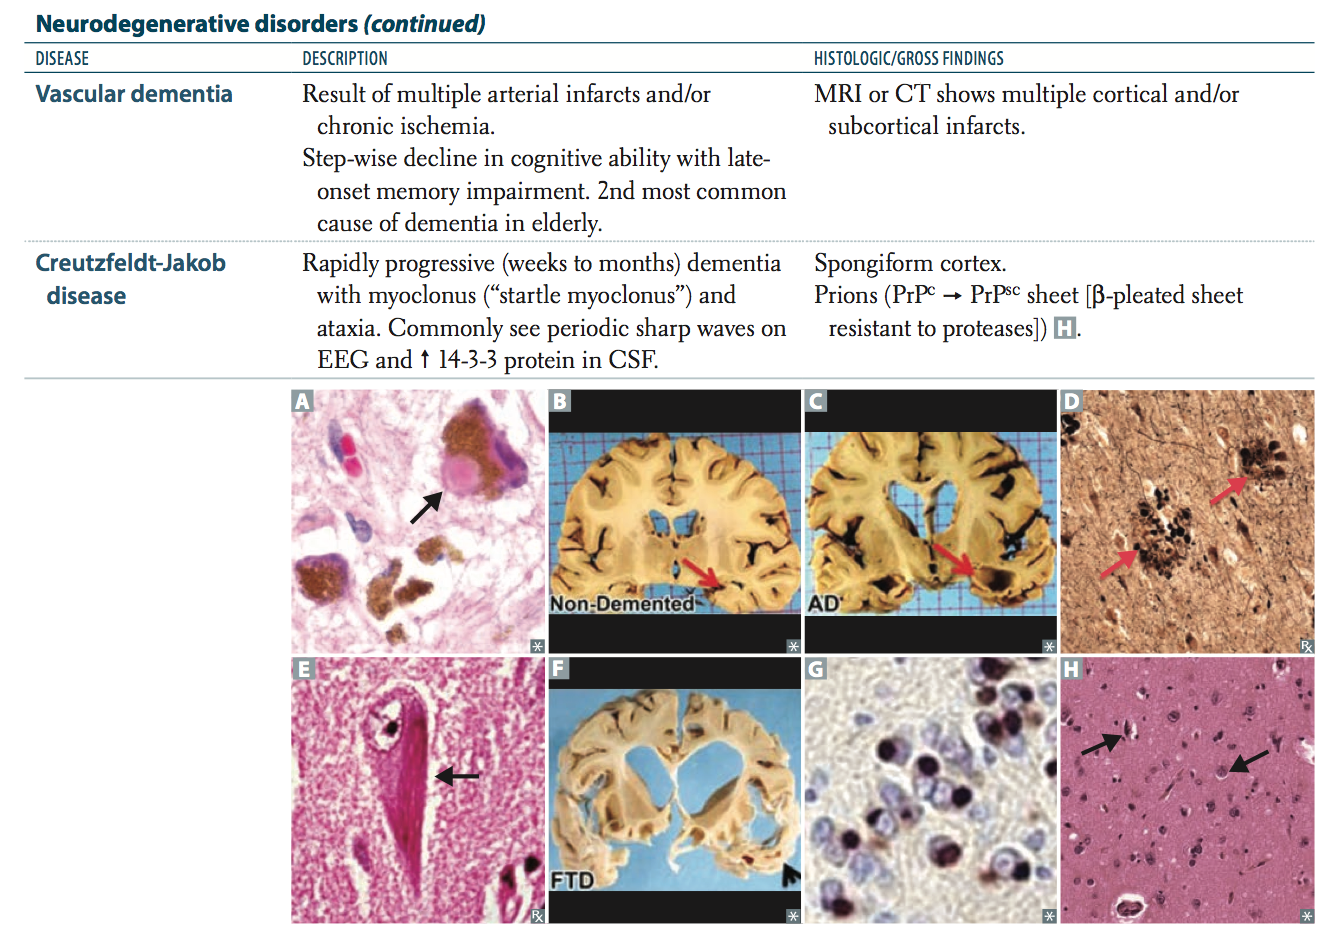 Neurodegenerative disorders (continued)
DISEASE DESCRIPTION HISTOLOGIC/GROSS FINDINGS
Vascular dementia
Result of multiple arterial infarcts and/or
chronic ischemia.
Step-wise decline in cognitive ability with late-
onset memory impairment. 2nd most common
cause of dementia in elderly.
MRI or CT shows multiple cortical and/or
subcortical infarcts.
Creutzfeldt-Jakob
disease
Rapidly progressive (weeks to months) dementia
with myoclonus (“startle myoclonus”) and
ataxia. Commonly see periodic sharp waves on
EEG and ↑ 14-3-3 protein in CSF.
Spongiform cortex.
Prions (PrPᶜ → PrPˢᶜ sheet [β-pleated sheet
resistant to proteases]) H.
A B C D
Non-Demented AD
* * * Rx
E F G H
FTD
Rx * * *